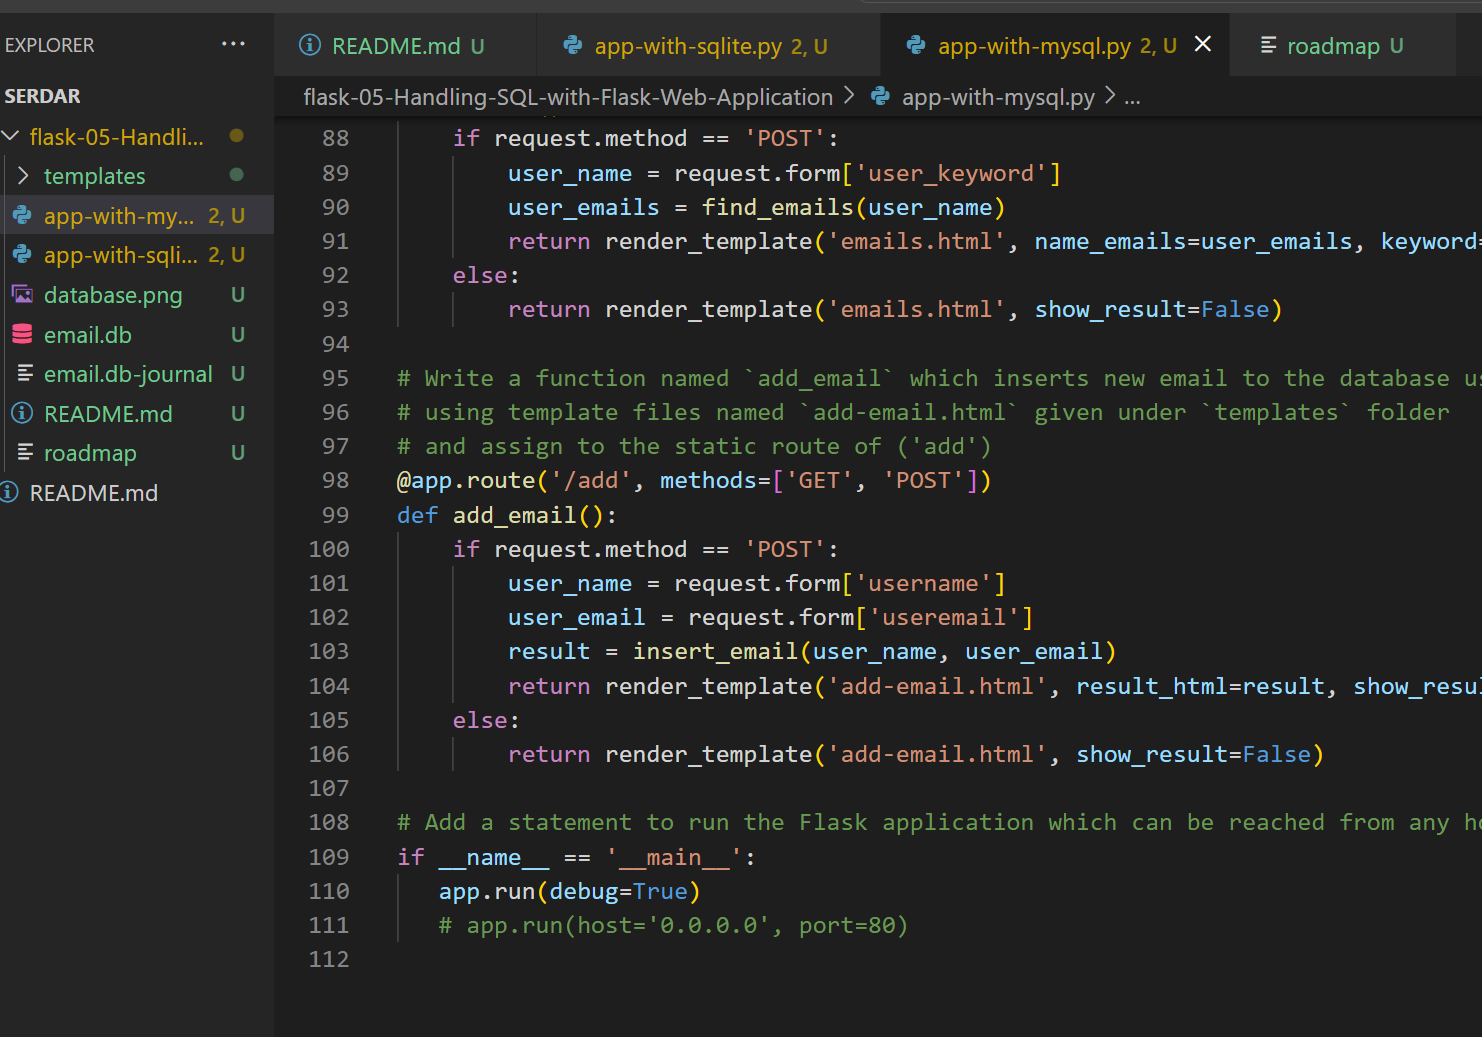 EXPLORER ...
README.md U
app-with-sqlite.py 2, U
app-with-mysql.py 2, U
roadmap U
SERDAR
flask-05-Handling-SQL-with-Flask-Web-Application > app-with-mysql.py > ...
flask-05-Handli...
templates
app-with-my... 2, U
app-with-sqli... 2, U
database.png U
email.db U
email.db-journal U
README.md U
roadmap U
README.md
88 if request.method == 'POST':
89 user_name = request.form['user_keyword']
90 user_emails = find_emails(user_name)
91 return render_template('emails.html', name_emails=user_emails, keyword=
92 else:
93 return render_template('emails.html', show_result=False)
94
95 # Write a function named `add_email` which inserts new email to the database us
96 # using template files named `add-email.html` given under `templates` folder
97 # and assign to the static route of ('add')
98 @app.route('/add', methods=['GET', 'POST'])
99 def add_email():
100 if request.method == 'POST':
101 user_name = request.form['username']
102 user_email = request.form['useremail']
103 result = insert_email(user_name, user_email)
104 return render_template('add-email.html', result_html=result, show_resul
105 else:
106 return render_template('add-email.html', show_result=False)
107
108 # Add a statement to run the Flask application which can be reached from any ho
109 if __name__ == '__main__':
110 app.run(debug=True)
111 # app.run(host='0.0.0.0', port=80)
112